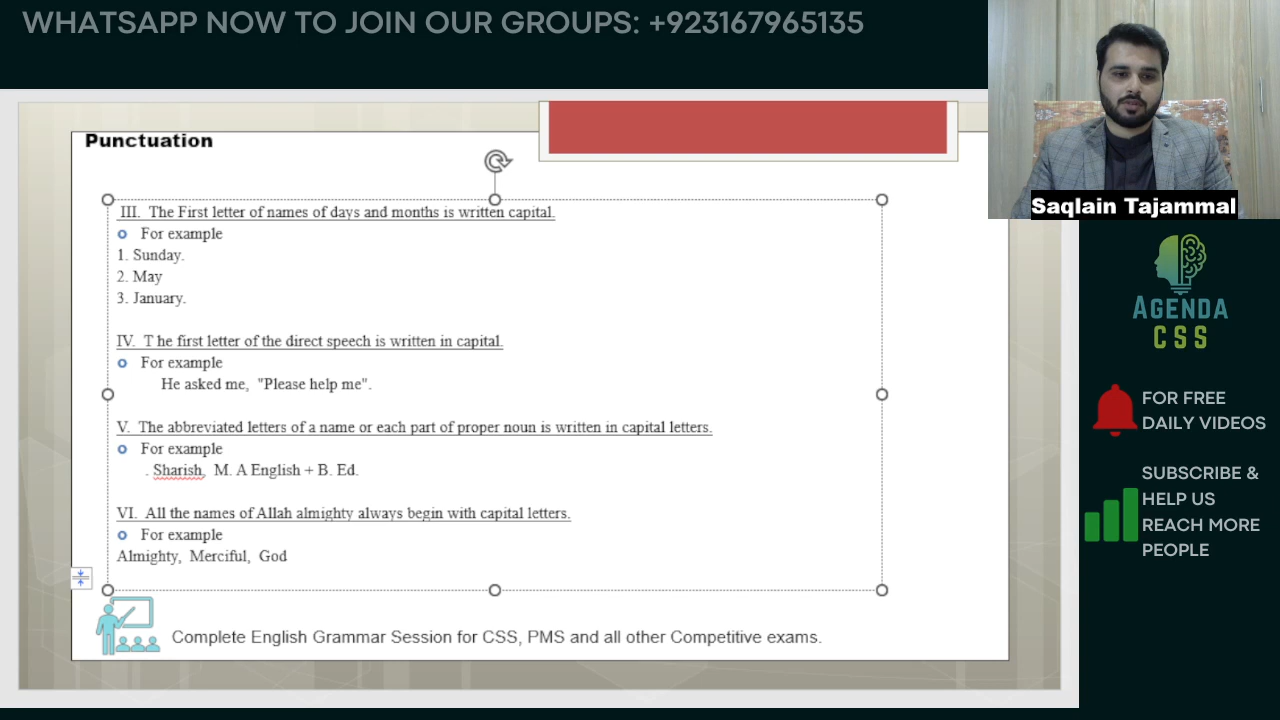 WHATSAPP NOW TO JOIN OUR GROUPS: +923167965135
Punctuation
III. The First letter of names of days and months is written capital.
For example
1. Sunday.
2. May
3. January.
IV. T he first letter of the direct speech is written in capital.
For example
He asked me, "Please help me".
V. The abbreviated letters of a name or each part of proper noun is written in capital letters.
For example
. Sharish, M. A English + B. Ed.
VI. All the names of Allah almighty always begin with capital letters.
For example
Almighty, Merciful, God
Complete English Grammar Session for CSS, PMS and all other Competitive exams.
Saqlain Tajammal
AGENDA
CSS
FOR FREE
DAILY VIDEOS
SUBSCRIBE &
HELP US
REACH MORE
PEOPLE